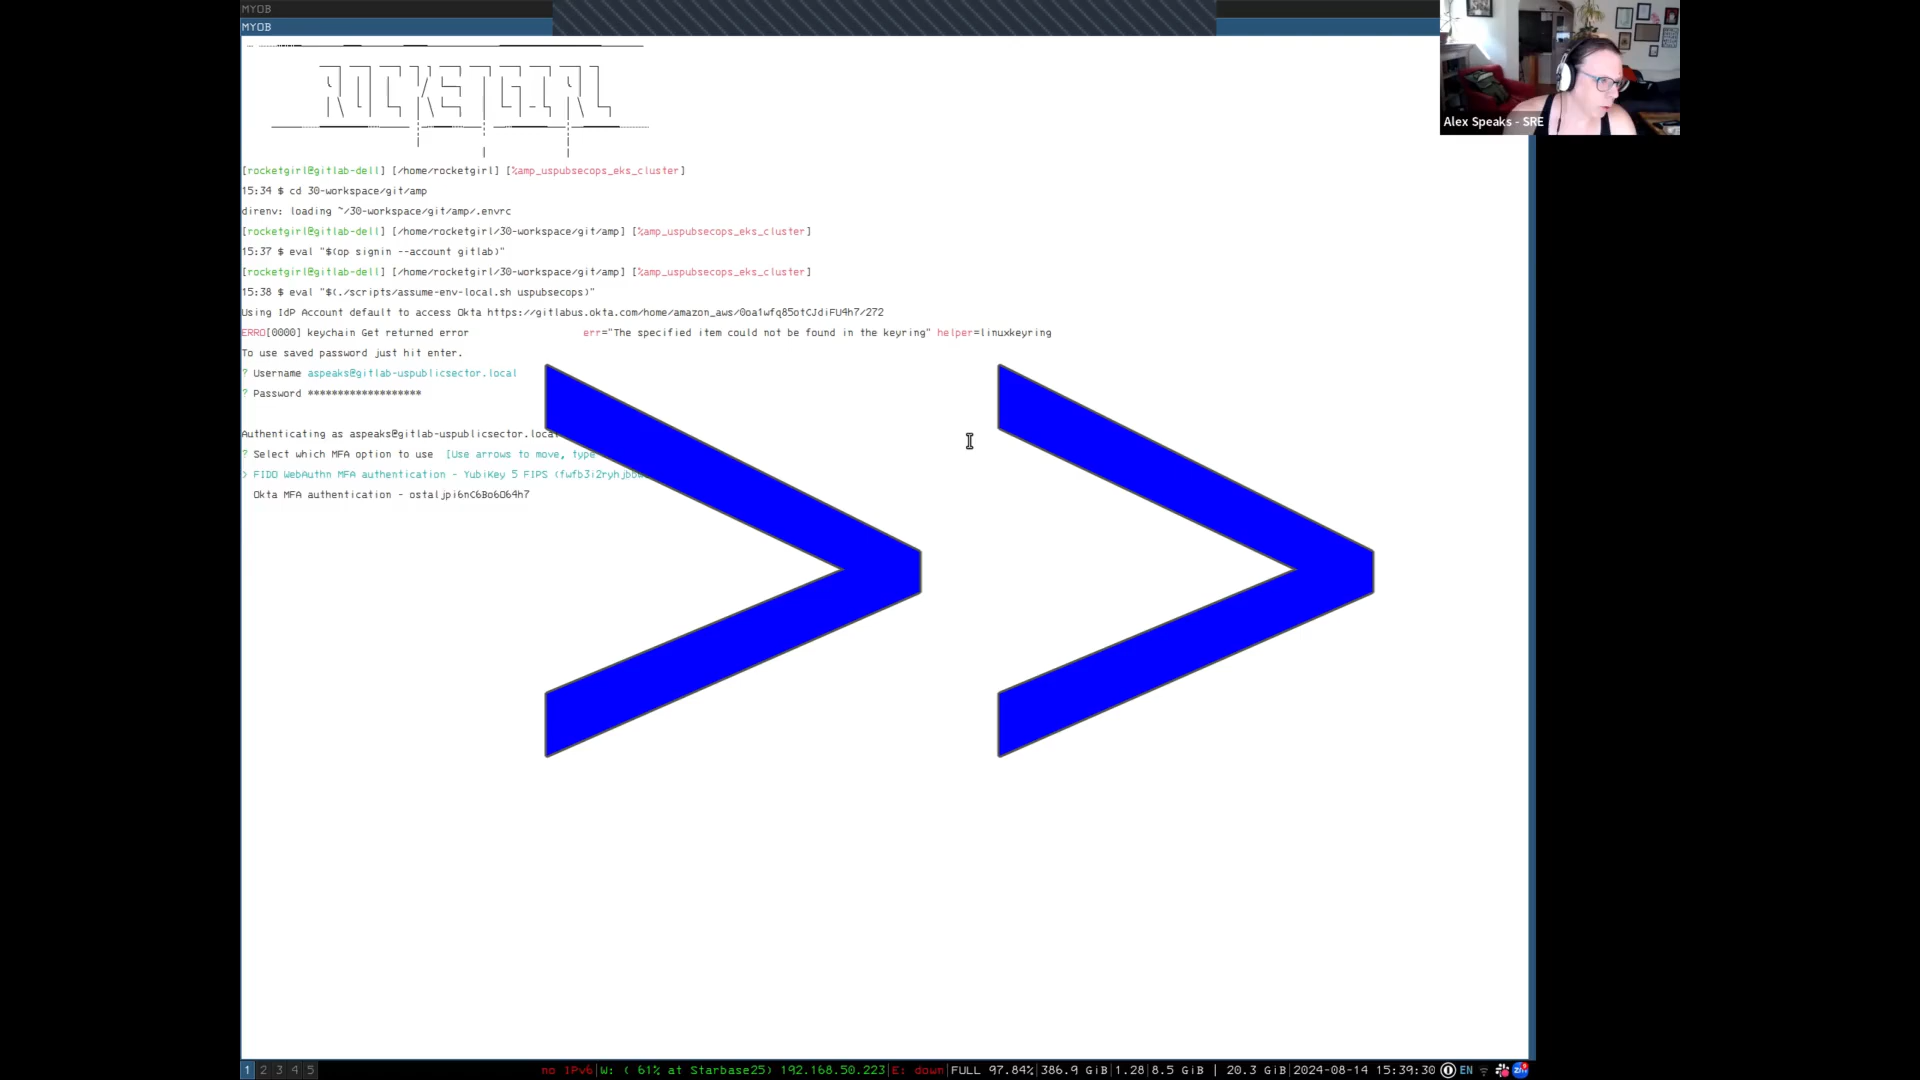 MYOB
MYOB
ROCKETGIRL
[rocketgirl@gitlab-dell] [/home/rocketgirl] [%amp_uspubsecops_eks_cluster]
15:34 $ cd 30-workspace/git/amp
direnv: loading ~/30-workspace/git/amp/.envrc
[rocketgirl@gitlab-dell] [/home/rocketgirl/30-workspace/git/amp] [%amp_uspubsecops_eks_cluster]
15:37 $ eval "$(op signin --account gitlab)"
[rocketgirl@gitlab-dell] [/home/rocketgirl/30-workspace/git/amp] [%amp_uspubsecops_eks_cluster]
15:38 $ eval "$(./scripts/assume-env-local.sh uspubsecops)"
Using IdP Account default to access Okta https://gitlabus.okta.com/home/amazon_aws/0oa1wfq85otCJdiFU4h7/272
ERRO[0000] keychain Get returned error err="The specified item could not be found in the keyring" helper=linuxkeyring
To use saved password just hit enter.
? Username aspeaks@gitlab-uspublicsector.local
? Password *******************
Authenticating as aspeaks@gitlab-uspublicsector.local
? Select which MFA option to use [Use arrows to move, type
> FIDO WebAuthn MFA authentication - YubiKey 5 FIPS
Okta MFA authentication - ostaljpi6nC6Bo6064h7
Alex Speaks - SRE
1 2 3 4 5
no IPv6|W: ( 61% at Starbase25) 192.168.50.223|E: down|FULL 97.84%|386.9 GiB|1.28|8.5 GiB | 20.3 GiB|2024-08-14 15:39:30 EN